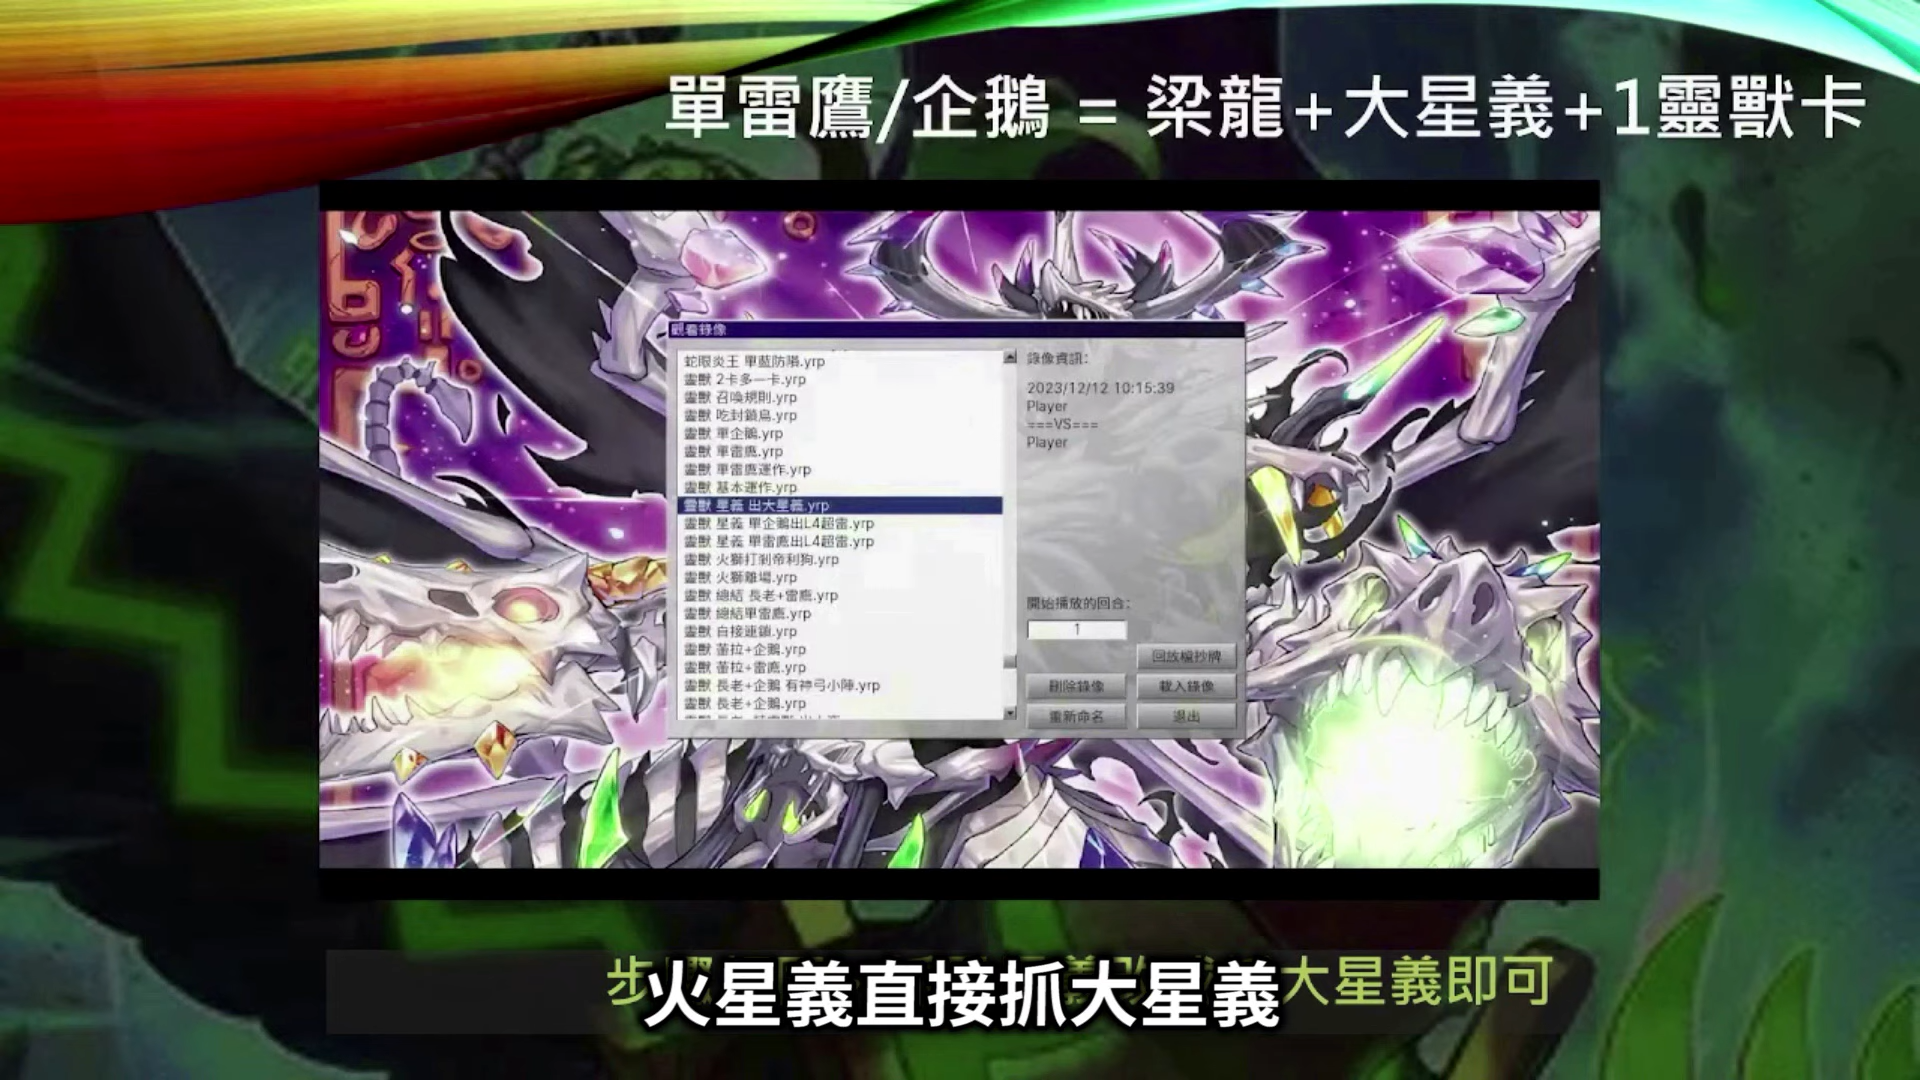 單雷鷹/企鵝 = 梁龍+大星義+1靈獸卡
觀看錄像
蛇眼炎王 單藍防隕.yrp
靈獸 2卡多一卡.yrp
靈獸 召喚規則.yrp
靈獸 吃封鎖鳥.yrp
靈獸 單企鵝.yrp
靈獸 單雷鷹.yrp
靈獸 單雷鷹運作.yrp
靈獸 基本運作.yrp
靈獸 星義 出大星義.yrp
靈獸 星義 單企鵝出L4超雷.yrp
靈獸 星義 單雷鷹出L4超雷.yrp
靈獸 火獅打剎帝利狗.yrp
靈獸 火獅離場.yrp
靈獸 總結 長老+雷鷹.yrp
靈獸 總結單雷鷹.yrp
靈獸 自接連鎖.yrp
靈獸 蕾拉+企鵝.yrp
靈獸 蕾拉+雷鷹.yrp
靈獸 長老+企鵝 有神弓小陣.yrp
靈獸 長老+企鵝.yrp
錄像資訊:
2023/12/12 10:15:39
Player
===VS===
Player
開始播放的回合:
1
回放檔抄牌
刪除錄像
載入錄像
重新命名
退出
步 大星義即可
火星義直接抓大星義